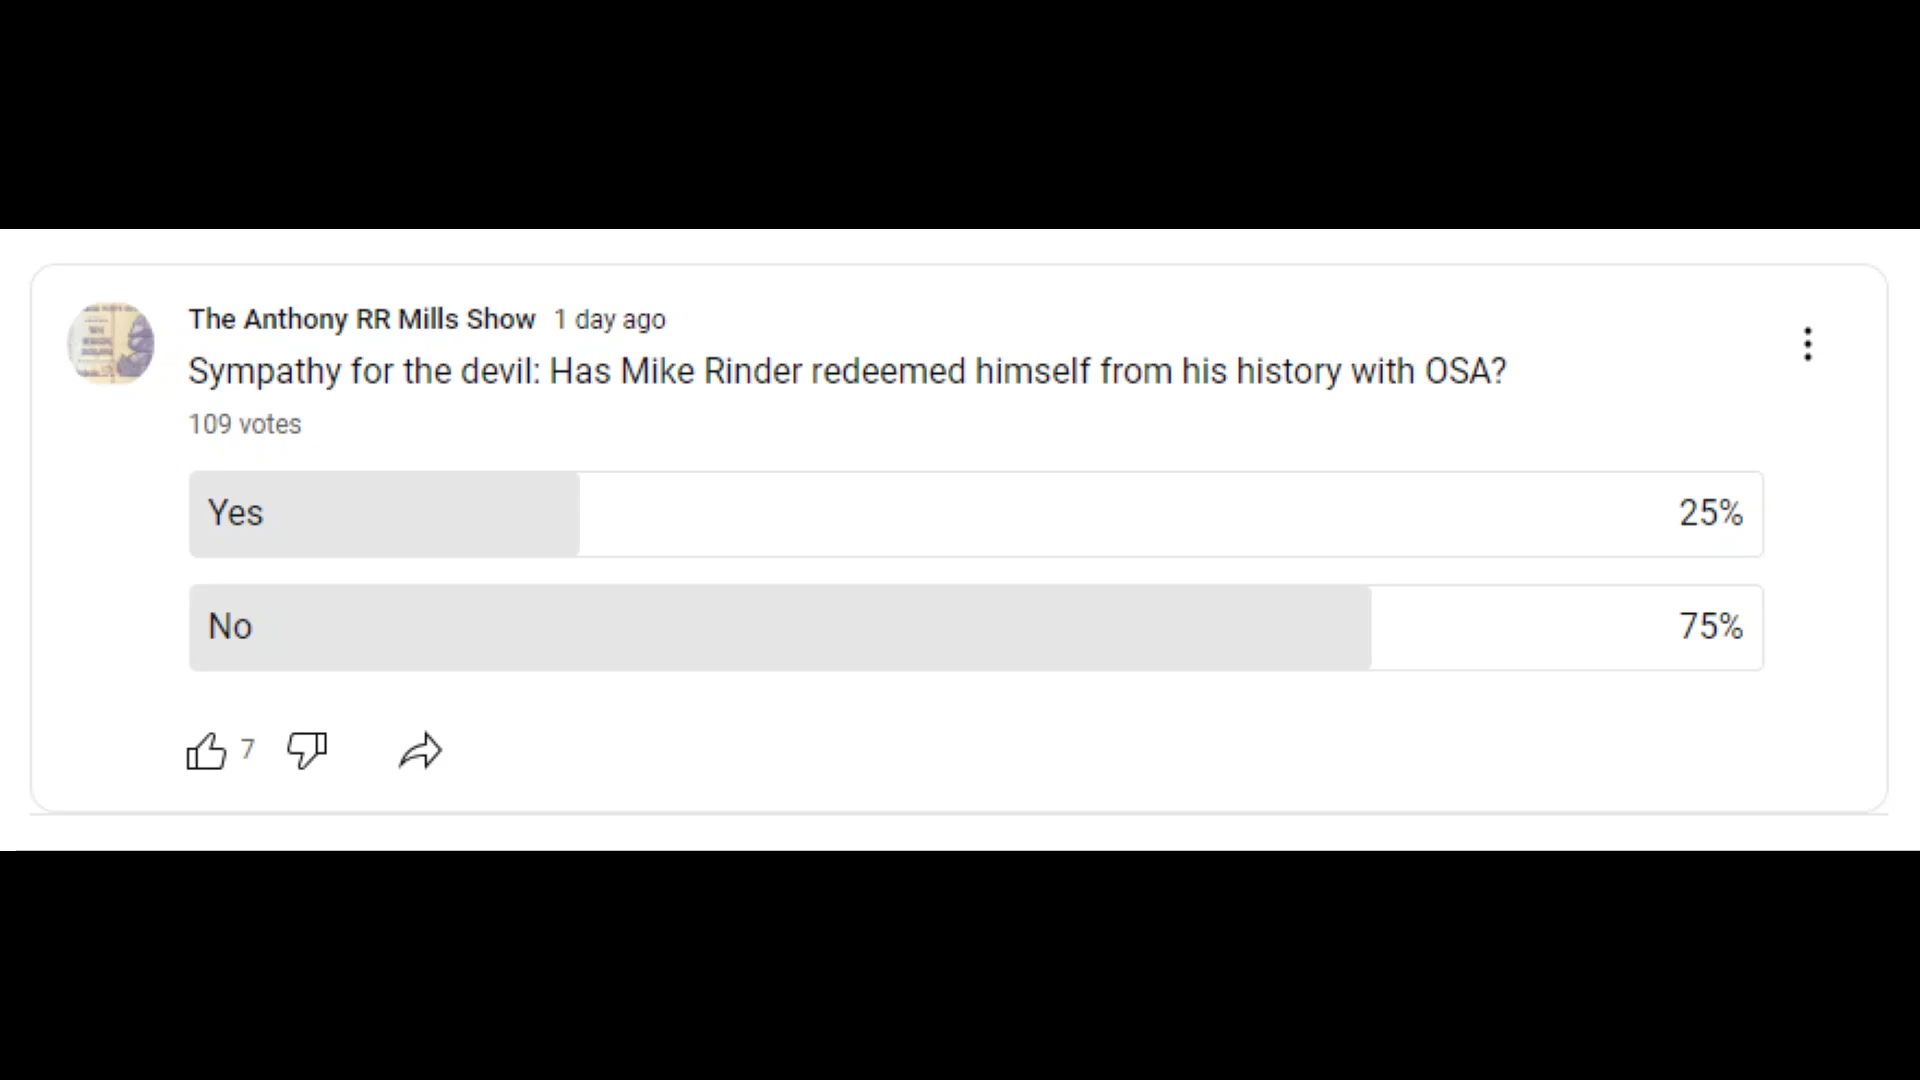 The Anthony RR Mills Show 1 day ago
Sympathy for the devil: Has Mike Rinder redeemed himself from his history with OSA?
109 votes
Yes 25%
No 75%
7